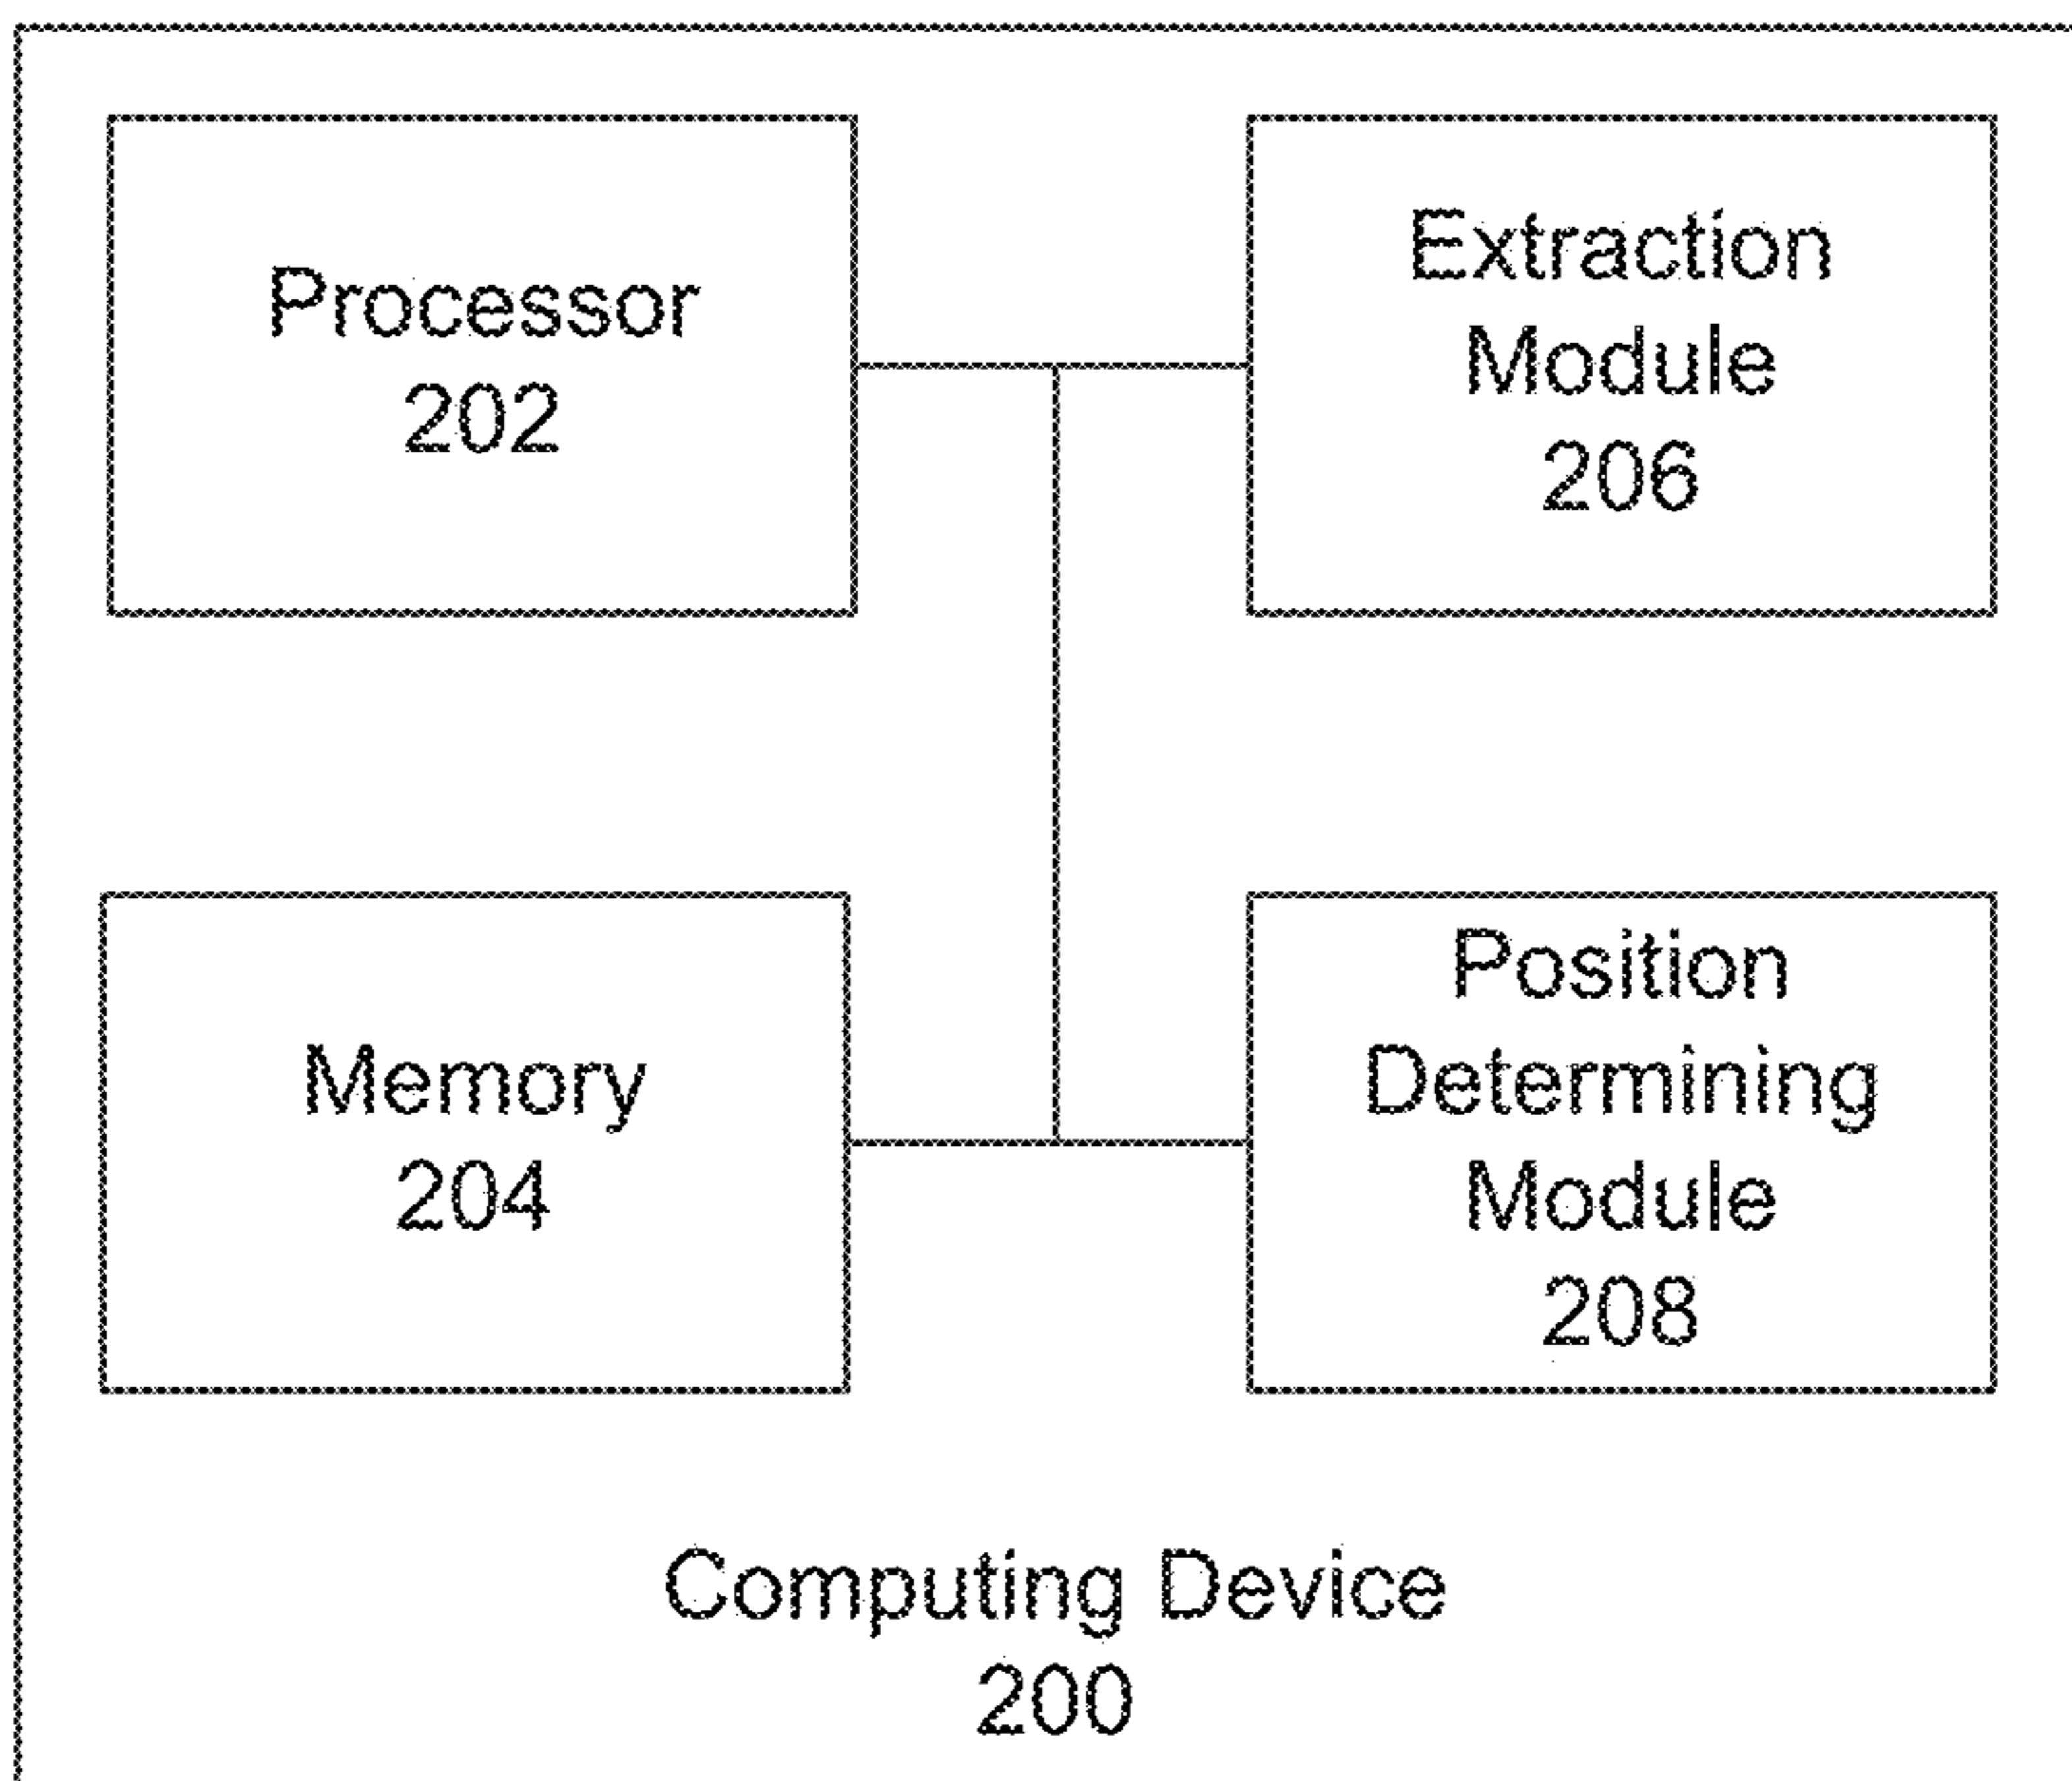 Processor
202
Extraction
Module
206
Memory
204
Position
Determining
Module
208
Computing Device
200